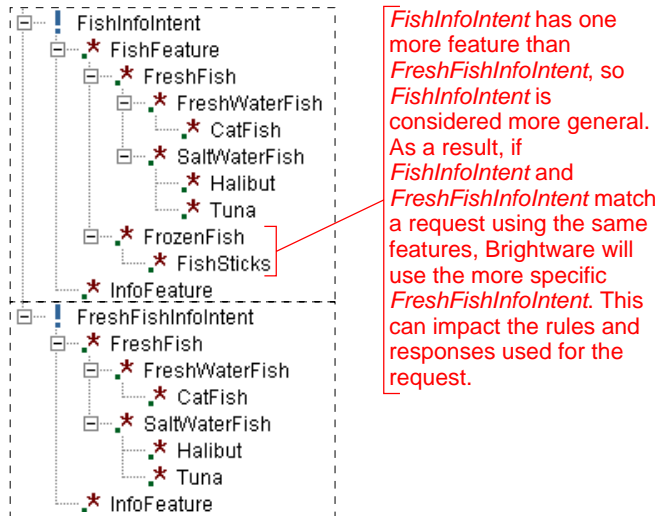 FishInfoIntent
FishFeature
FreshFish
FreshWaterFish
CatFish
SaltWaterFish
Halibut
Tuna
FrozenFish
FishSticks
InfoFeature
FreshFishInfoIntent
FreshFish
FreshWaterFish
CatFish
SaltWaterFish
Halibut
Tuna
InfoFeature
FishInfoIntent has one
more feature than
FreshFishInfoIntent, so
FishInfoIntent is
considered more general.
As a result, if
FishInfoIntent and
FreshFishInfoIntent match
a request using the same
features, Brightware will
use the more specific
FreshFishInfoIntent. This
can impact the rules and
responses used for the
request.